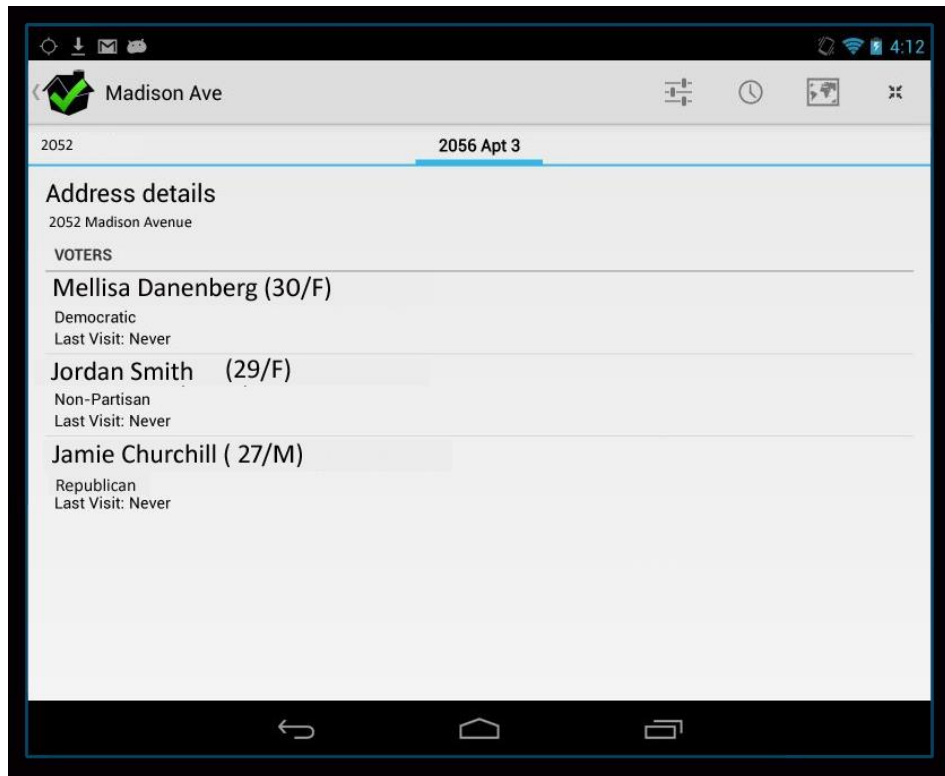 4:12
Madison Ave
2052 2056 Apt 3
Address details
2052 Madison Avenue
VOTERS
Mellisa Danenberg (30/F)
Democratic
Last Visit: Never
Jordan Smith (29/F)
Non-Partisan
Last Visit: Never
Jamie Churchill ( 27/M)
Republican
Last Visit: Never